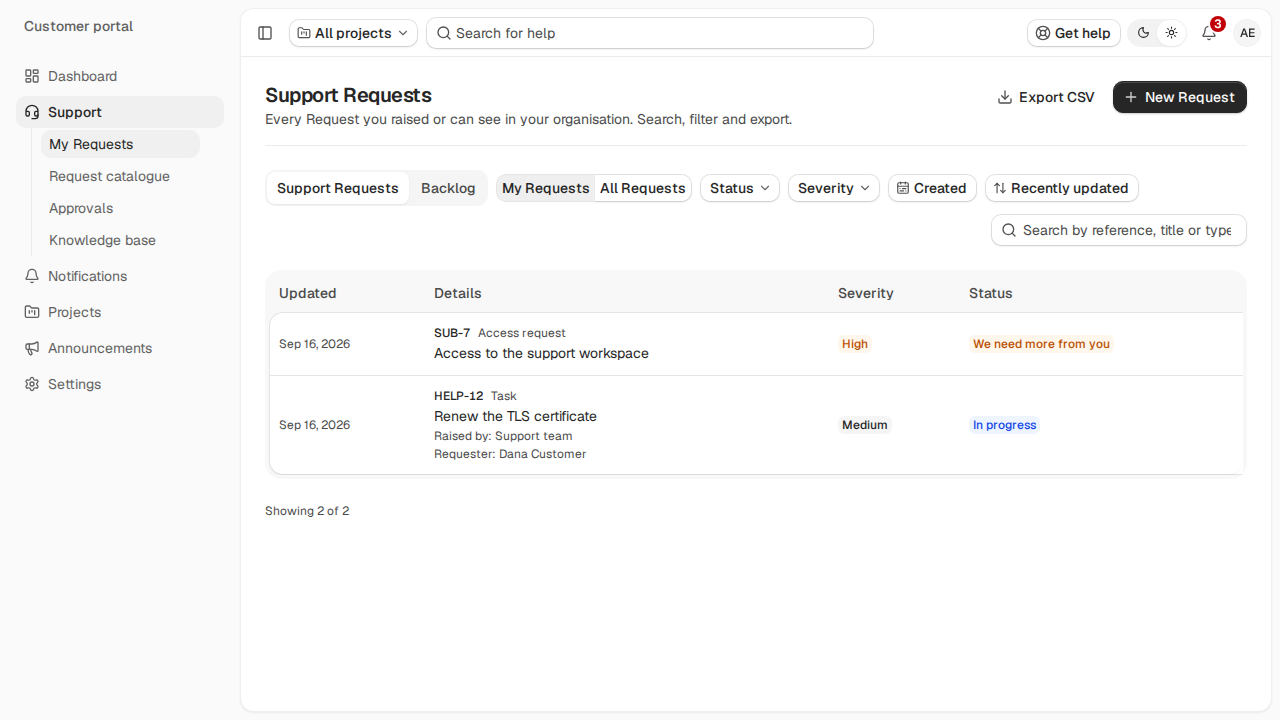 Customer portal
Dashboard
Support
My Requests
Request catalogue
Approvals
Knowledge base
Notifications
Projects
Announcements
Settings
All projects
Search for help
Get help
3
AE
Support Requests
Every Request you raised or can see in your organisation. Search, filter and export.
Export CSV
New Request
Support Requests
Backlog
My Requests
All Requests
Status
Severity
Created
Recently updated
Search by reference, title or type
Updated
Details
Severity
Status
Sep 16, 2026
SUB-7 Access request
Access to the support workspace
High
We need more from you
Sep 16, 2026
HELP-12 Task
Renew the TLS certificate
Raised by: Support team
Requester: Dana Customer
Medium
In progress
Showing 2 of 2